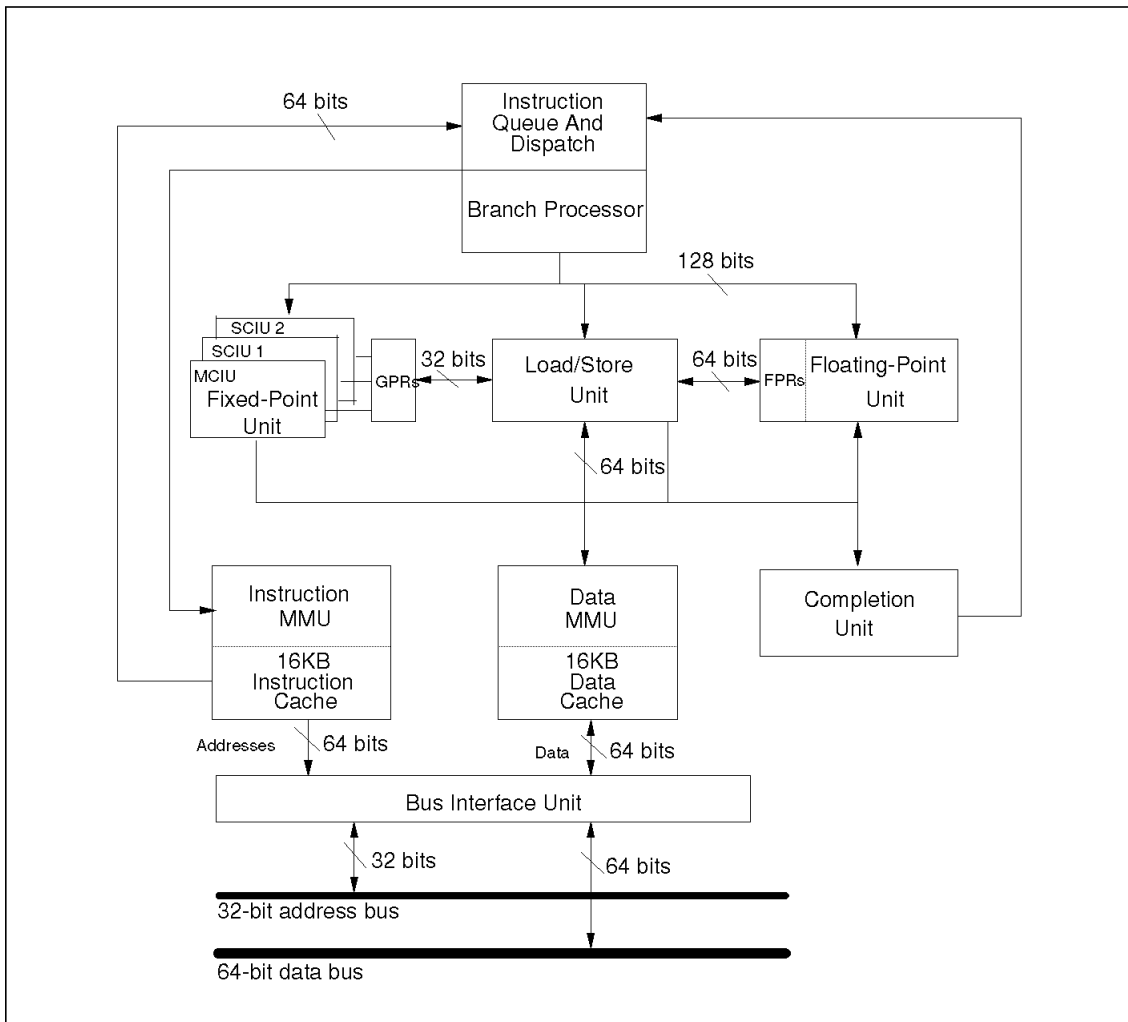 64 bits
Instruction
Queue And
Dispatch
Branch Processor
128 bits
SCIU 2
SCIU 1
MCIU
Fixed-Point
Unit
GPRs
32 bits
Load/Store
Unit
64 bits
FPRs
Floating-Point
Unit
64 bits
Instruction
MMU
16KB
Instruction
Cache
Data
MMU
16KB
Data
Cache
Completion
Unit
Addresses
64 bits
Data
64 bits
Bus Interface Unit
32 bits
64 bits
32-bit address bus
64-bit data bus